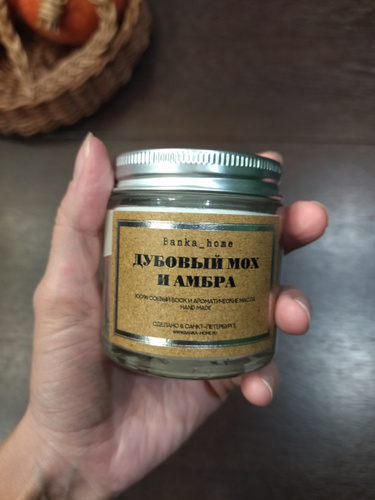 Banka_home
ДУБОВЫЙ МОХ
И АМБРА
100% СОЕВЫЙ ВОСК И АРОМАТИЧЕСКИЕ МАСЛА
HAND MADE
СДЕЛАНО В САНКТ-ПЕТЕРБУРГЕ